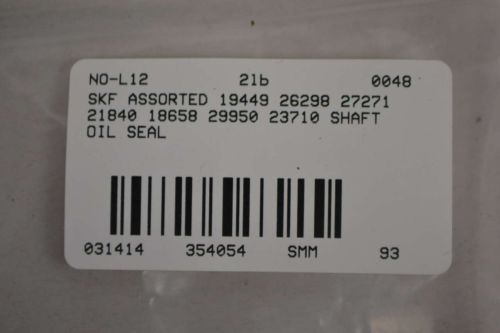 NO-L12 21b 0048
SKF ASSORTED 19449 26298 27271
21840 18658 29950 23710 SHAFT
OIL SEAL
031414 354054 SMM 93